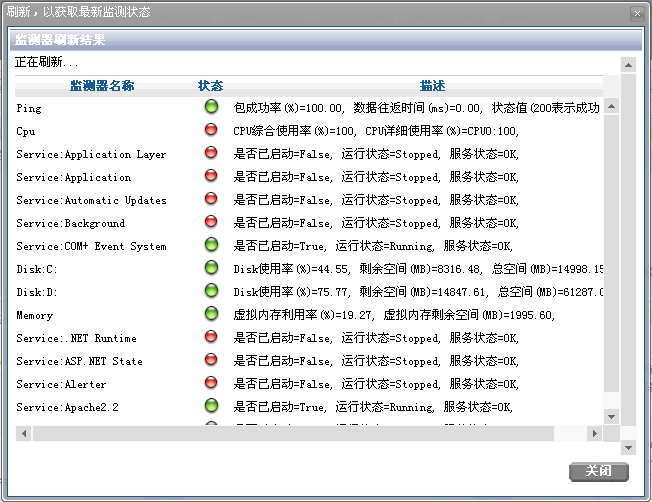 刷新，以获取最新监测状态
监测器刷新结果
正在刷新...
监测器名称 状态 描述
Ping 包成功率(%)=100.00, 数据往返时间(ms)=0.00, 状态值(200表示成功
Cpu CPU综合使用率(%)=100, CPU详细使用率(%)=CPU0:100,
Service:Application Layer 是否已启动=False, 运行状态=Stopped, 服务状态=OK,
Service:Application 是否已启动=False, 运行状态=Stopped, 服务状态=OK,
Service:Automatic Updates 是否已启动=False, 运行状态=Stopped, 服务状态=OK,
Service:Background 是否已启动=False, 运行状态=Stopped, 服务状态=OK,
Service:COM+ Event System 是否已启动=True, 运行状态=Running, 服务状态=OK,
Disk:C: Disk使用率(%)=44.55, 剩余空间(MB)=8316.48, 总空间(MB)=14998.15
Disk:D: Disk使用率(%)=75.77, 剩余空间(MB)=14847.61, 总空间(MB)=61287.0
Memory 虚拟内存利用率(%)=19.27, 虚拟内存剩余空间(MB)=1995.60,
Service:.NET Runtime 是否已启动=False, 运行状态=Stopped, 服务状态=OK,
Service:ASP.NET State 是否已启动=False, 运行状态=Stopped, 服务状态=OK,
Service:Alerter 是否已启动=False, 运行状态=Stopped, 服务状态=OK,
Service:Apache2.2 是否已启动=True, 运行状态=Running, 服务状态=OK,
关闭